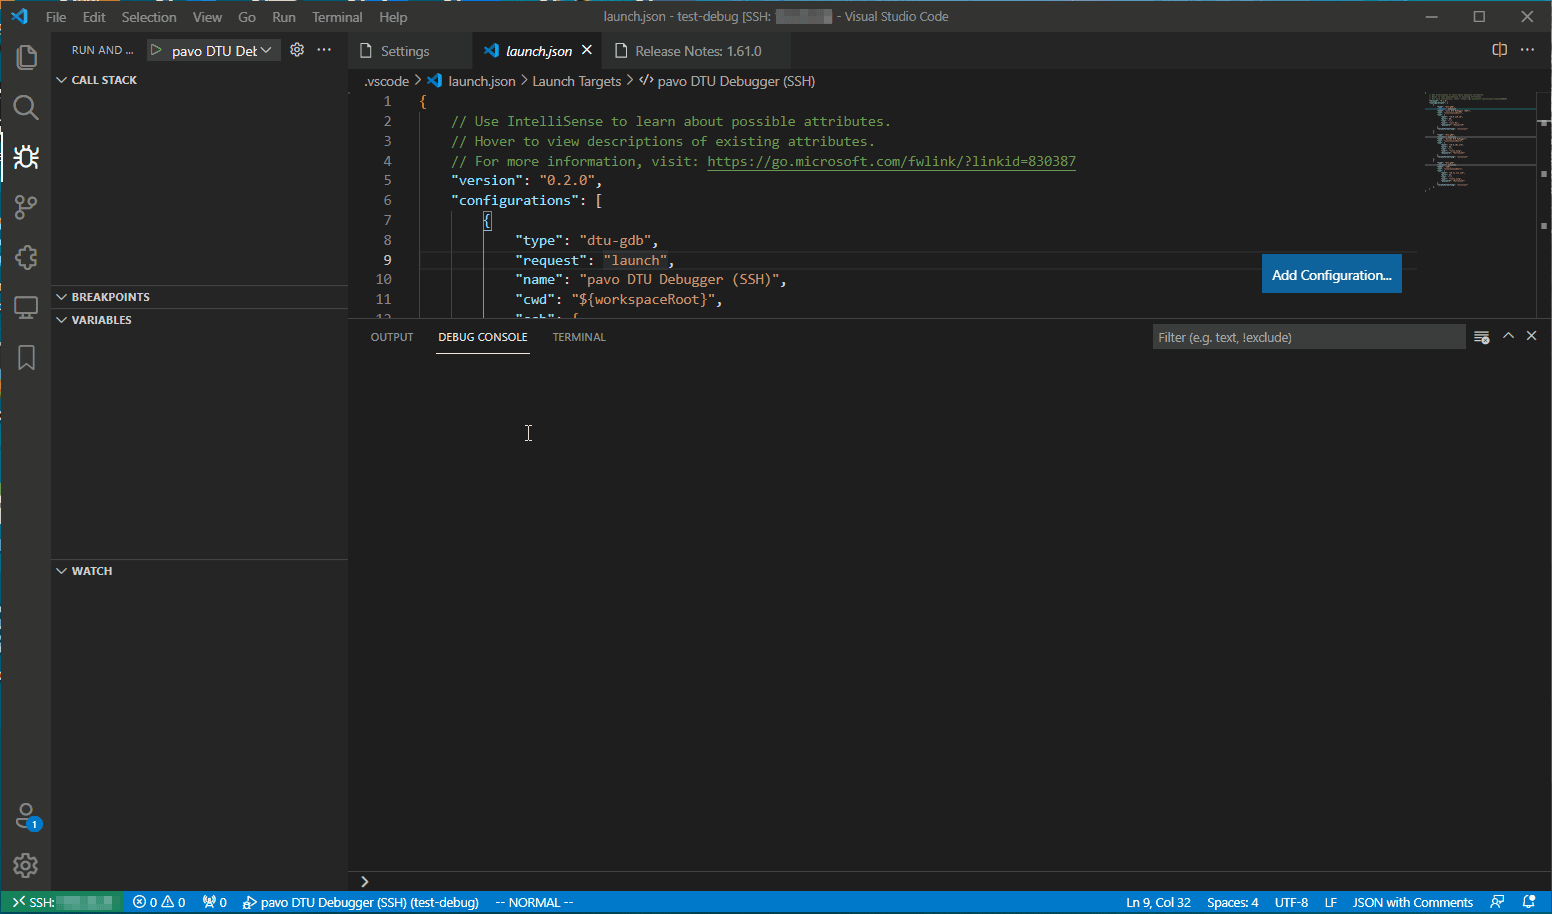 File Edit Selection View Go Run Terminal Help
launch.json - test-debug [SSH: - Visual Studio Code
RUN AND ... pavo DTU Deb
Settings launch.json Release Notes: 1.61.0
CALL STACK
.vscode > launch.json > Launch Targets > pavo DTU Debugger (SSH)
1 {
2 // Use IntelliSense to learn about possible attributes.
3 // Hover to view descriptions of existing attributes.
4 // For more information, visit: https://go.microsoft.com/fwlink/?linkid=830387
5 "version": "0.2.0",
6 "configurations": [
7 {
8 "type": "dtu-gdb",
9 "request": "launch",
10 "name": "pavo DTU Debugger (SSH)",
11 "cwd": "${workspaceRoot}",
12 "ssh": {
Add Configuration...
BREAKPOINTS
VARIABLES
WATCH
OUTPUT DEBUG CONSOLE TERMINAL
Filter (e.g. text, !exclude)
>
1
SSH: 0 0 0 pavo DTU Debugger (SSH) (test-debug) -- NORMAL --
Ln 9, Col 32 Spaces: 4 UTF-8 LF JSON with Comments